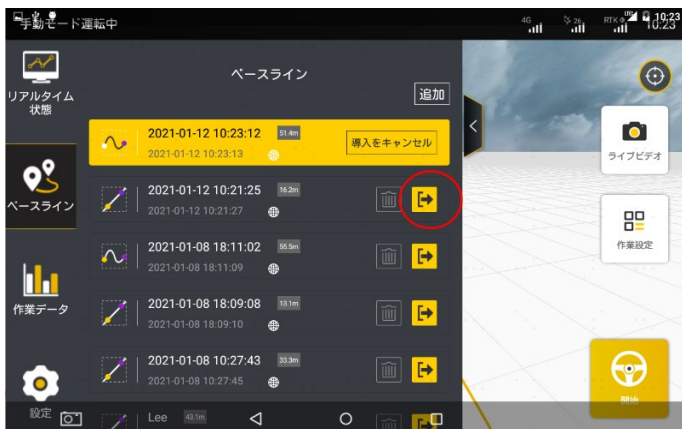 手動モード運転中
4G
26
RTK
10:23
10:23
リアルタイム
状態
ベースライン
追加
2021-01-12 10:23:12 51.4m
2021-01-12 10:23:13
導入をキャンセル
ライブビデオ
ベースライン
2021-01-12 10:21:25 16.2m
2021-01-12 10:21:27
2021-01-08 18:11:02 55.5m
2021-01-08 18:11:09
作業設定
作業データ
2021-01-08 18:09:08 13.1m
2021-01-08 18:09:10
2021-01-08 10:27:43 33.3m
2021-01-08 10:27:45
開始
設定
Lee 43.1m